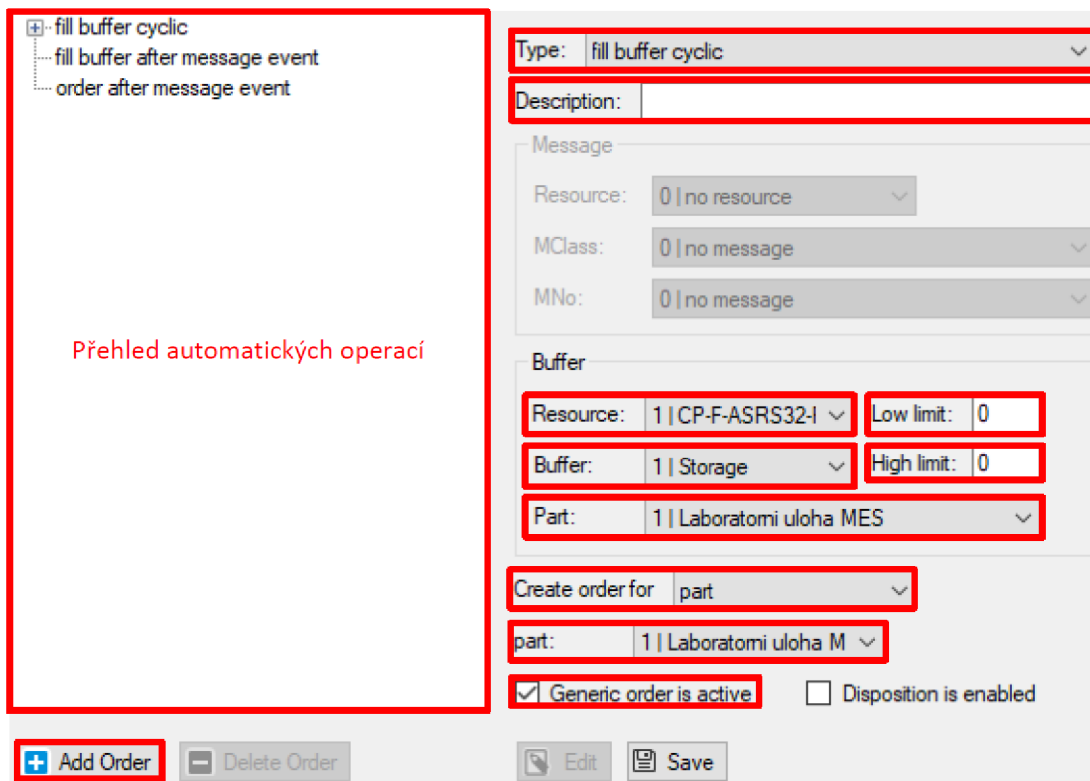 fill buffer cyclic
fill buffer after message event
order after message event
Přehled automatických operací
Add Order
Delete Order
Type: fill buffer cyclic
Description:
Message
Resource: 0 | no resource
MClass: 0 | no message
MNo: 0 | no message
Buffer
Resource: 1 | CP-F-ASRS32-I Low limit: 0
Buffer: 1 | Storage High limit: 0
Part: 1 | Laboratorni uloha MES
Create order for part
part: 1 | Laboratorni uloha M
Generic order is active Disposition is enabled
Edit Save